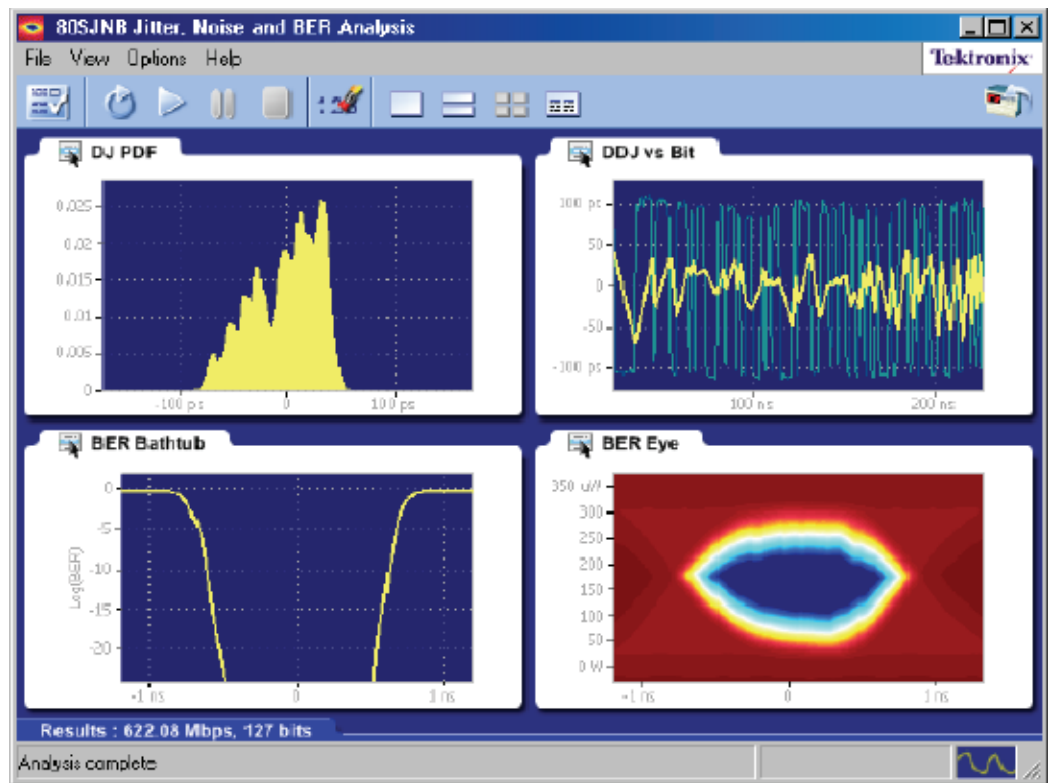 80SJNB Jitter, Noise and BER Analysis
File View Options Help
Tektronix
DJ PDF
0.025
0.02
0.015
0.01
0.005
0
-100 ps 0 100 ps
DDJ vs Bit
100 ps
50
0
-50
-100 ps
100 ns 200 ns
BER Bathtub
Log(BER)
0
-5
-10
-15
-20
-1 ns 0 1 ns
BER Eye
350 uW
300
250
200
150
100
50
0 W
-1 ns 0 1 ns
Results : 622.08 Mbps, 127 bits
Analysis complete